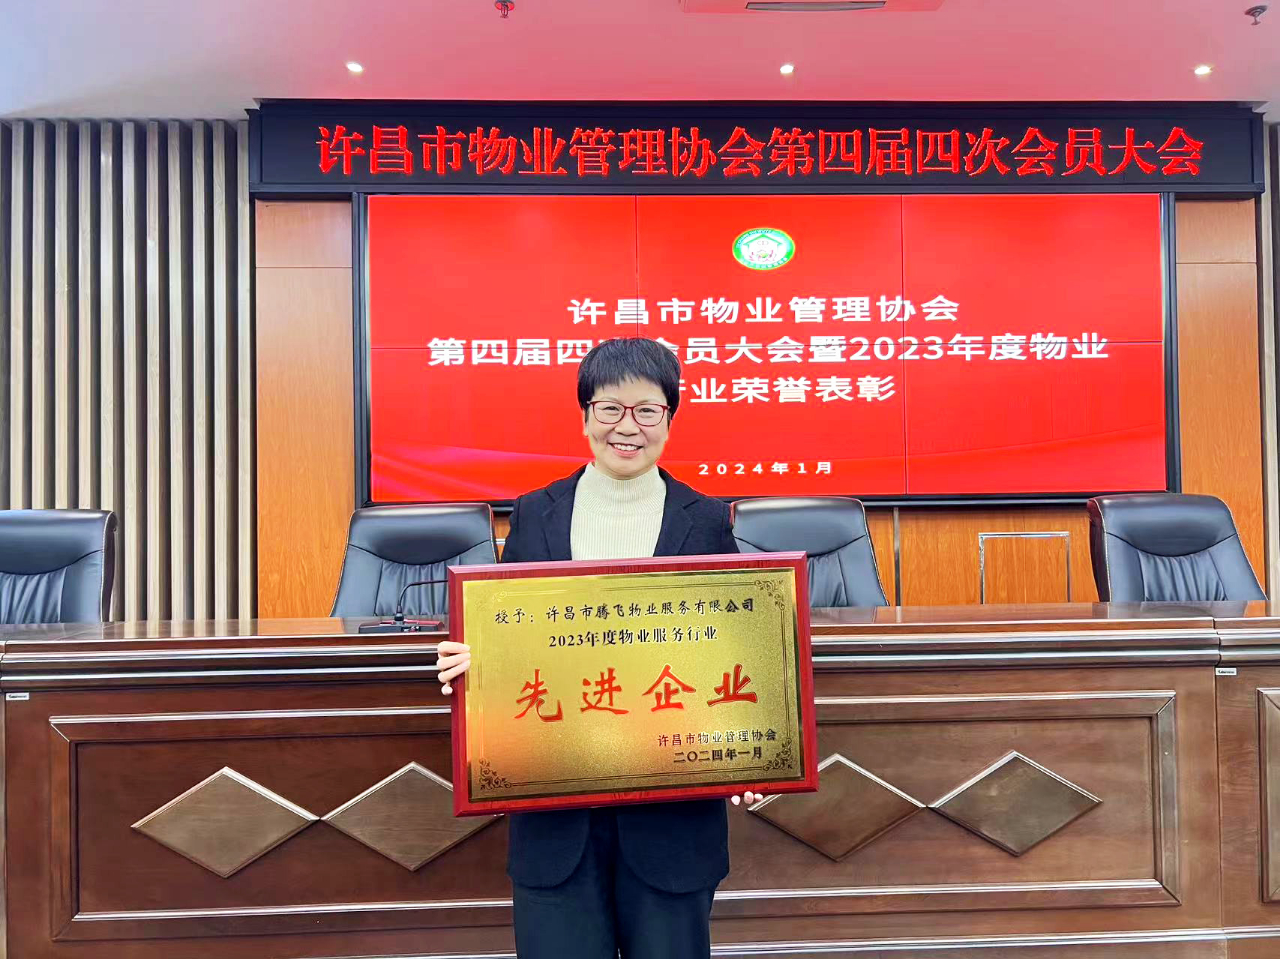 许昌市物业管理协会第四届四次会员大会
许昌市物业管理协会
第四届四 会员大会暨2023年度物业
业荣誉表彰
2024年1月
授予：许昌市腾飞物业服务有限公司
2023年度物业服务行业
先进企业
许昌市物业管理协会
二〇二四年一月